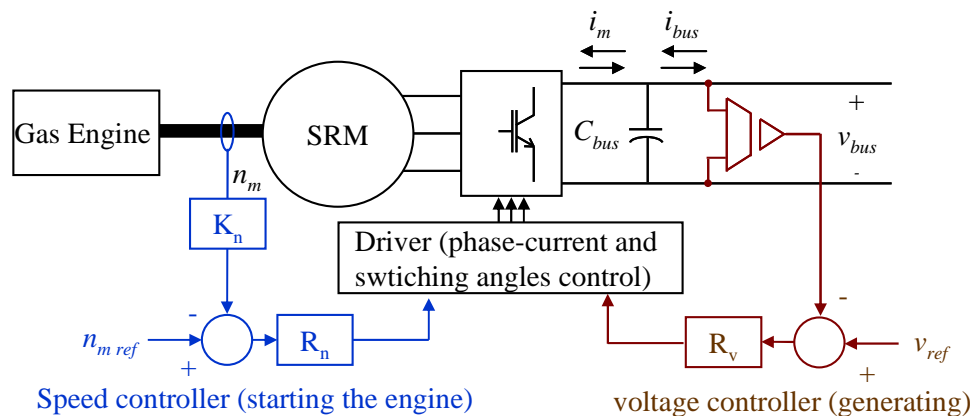 i_m
i_bus
Gas Engine
SRM
C_bus
+
v_bus
-
n_m
K_n
Driver (phase-current and
swtiching angles control)
-
-
n_m ref
R_n
R_v
v_ref
+
+
Speed controller (starting the engine)
voltage controller (generating)